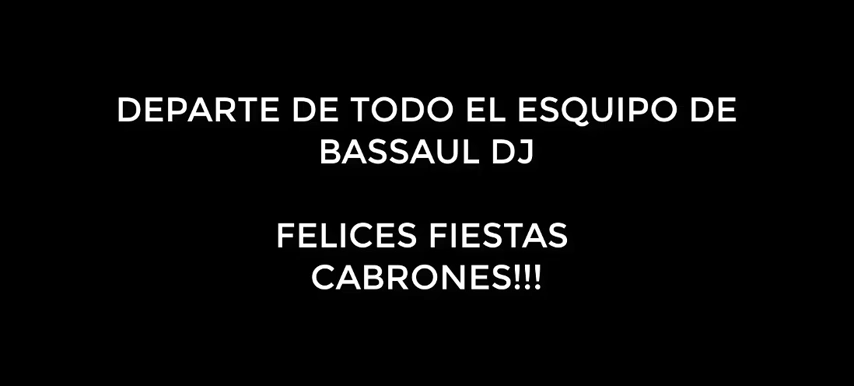 DEPARTE DE TODO EL ESQUIPO DE
BASSAUL DJ
FELICES FIESTAS
CABRONES!!!